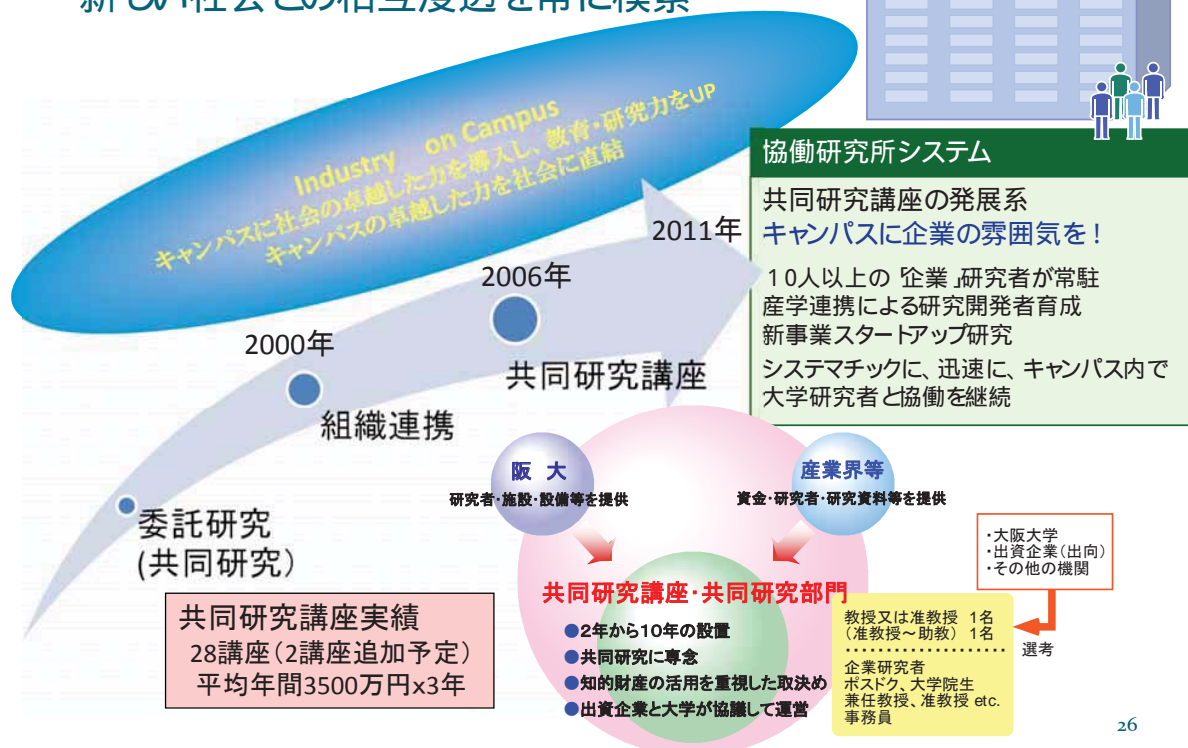 新しい社会との相互浸透を常に模索
Industry on Campus
キャンパスに社会の卓越した力を導入し、教育・研究力をUP
キャンパスの卓越した力を社会に直結
協働研究所システム
共同研究講座の発展系
キャンパスに企業の雰囲気を！
10人以上の「企業」研究者が常駐
産学連携による研究開発者育成
新事業スタートアップ研究
システマチックに、迅速に、キャンパス内で
大学研究者と協働を継続
2011年
2006年
共同研究講座
2000年
組織連携
委託研究
(共同研究)
共同研究講座実績
28講座(2講座追加予定)
平均年間3500万円x3年
阪 大
研究者・施設・設備等を提供
産業界等
資金・研究者・研究資料等を提供
共同研究講座・共同研究部門
●2年から10年の設置
●共同研究に専念
●知的財産の活用を重視した取決め
●出資企業と大学が協議して運営
・大阪大学
・出資企業(出向)
・その他の機関
選考
教授又は准教授 1名
(准教授～助教) 1名
・・・・・・・・・・・・・・・・・・・・
企業研究者
ポスドク、大学院生
兼任教授、准教授 etc.
事務員
26